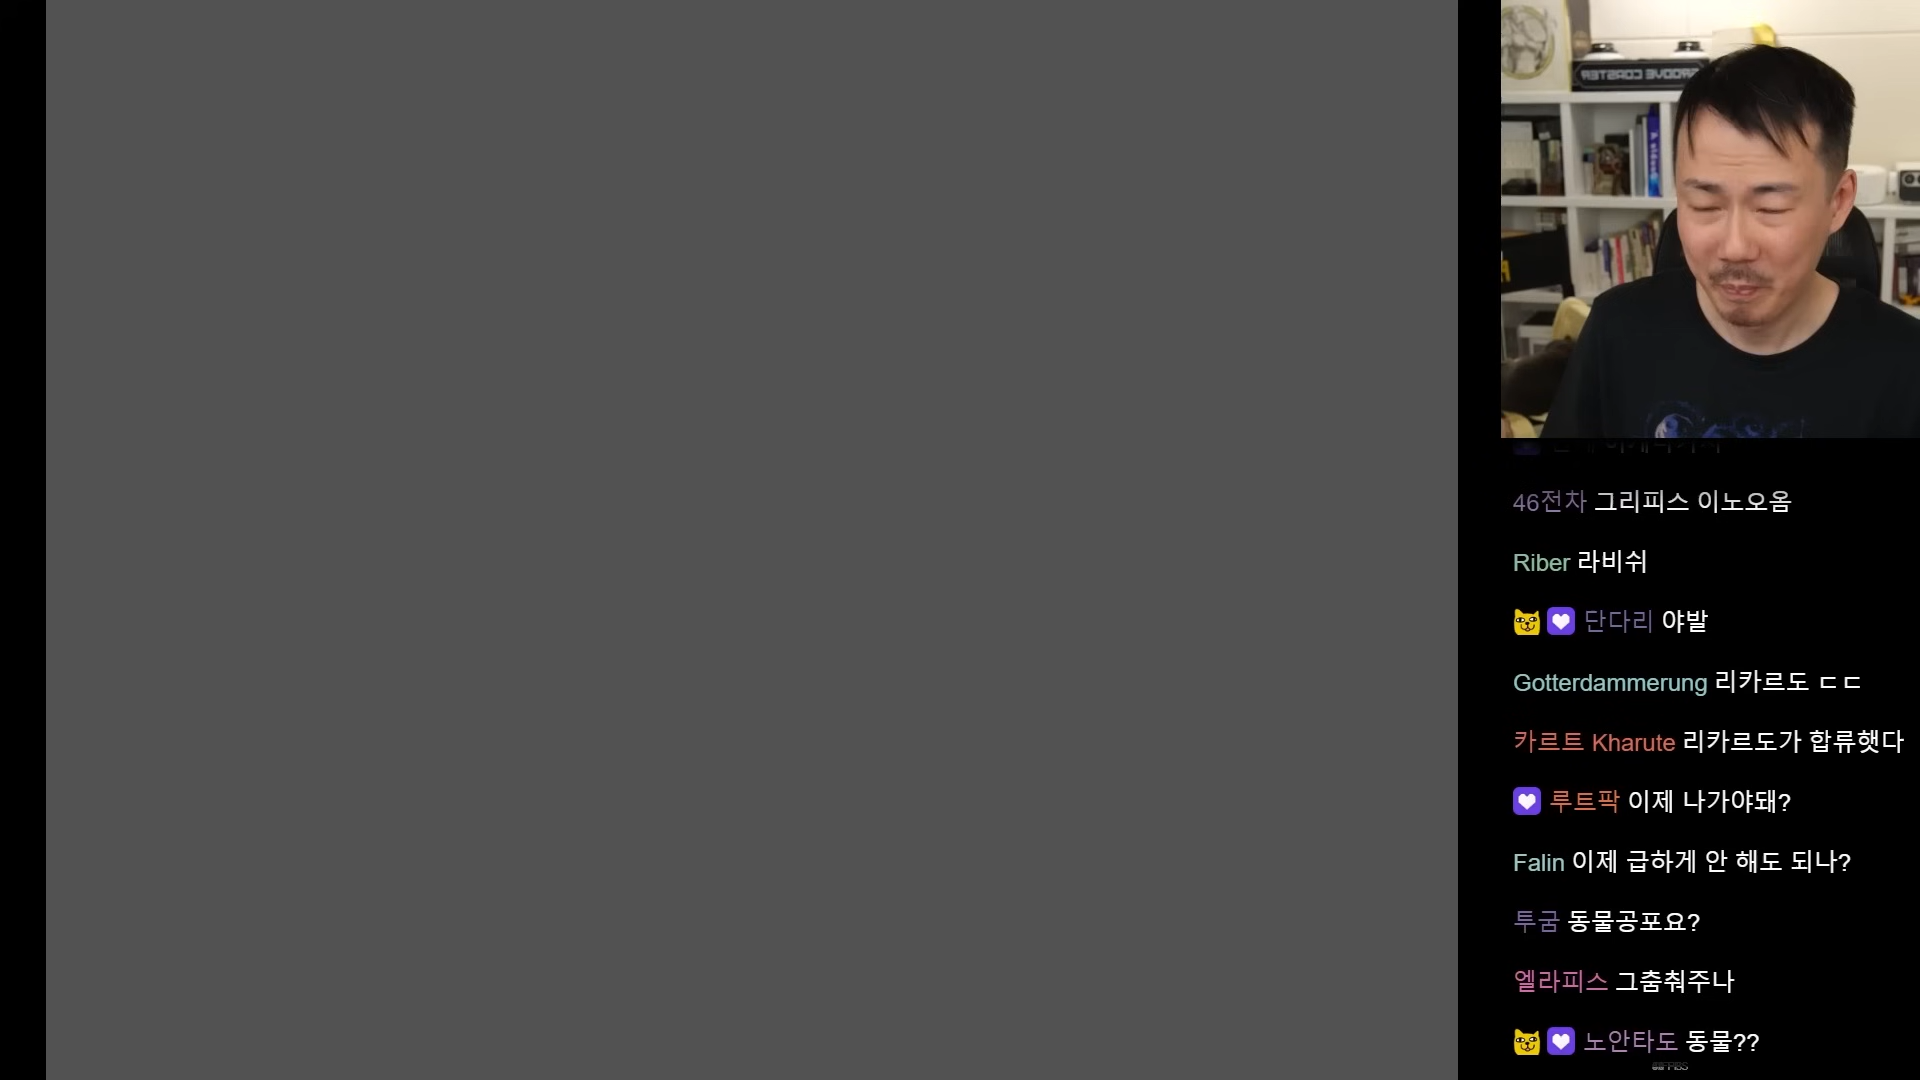 GROOVE COASTER
46전차 그리피스 이노오옴
Riber 라비쉬
단다리 야발
Gotterdammerung 리카르도 ㄷㄷ
카르트 Kharute 리카르도가 합류햇다
루트팍 이제 나가야돼?
Falin 이제 급하게 안 해도 되나?
투굼 동물공포요?
엘라피스 그춤춰주나
노안타도 동물??